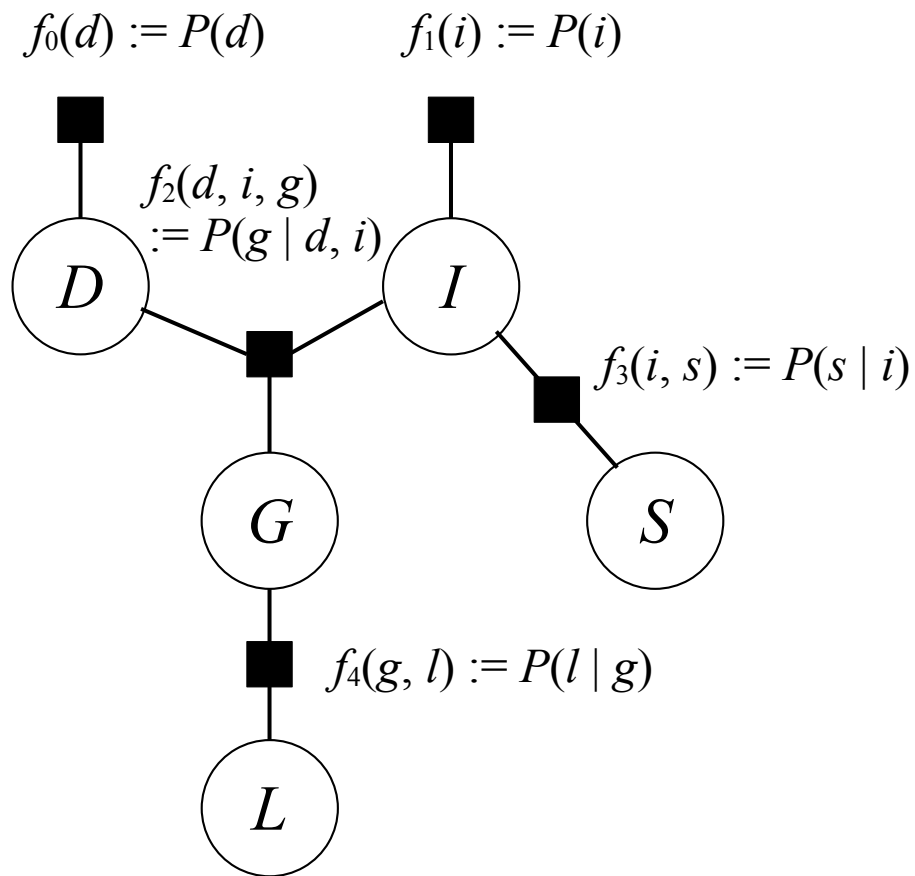 f₀(d) := P(d)
f₁(i) := P(i)
f₂(d, i, g)
:= P(g | d, i)
D
I
f₃(i, s) := P(s | i)
G
S
f₄(g, l) := P(l | g)
L